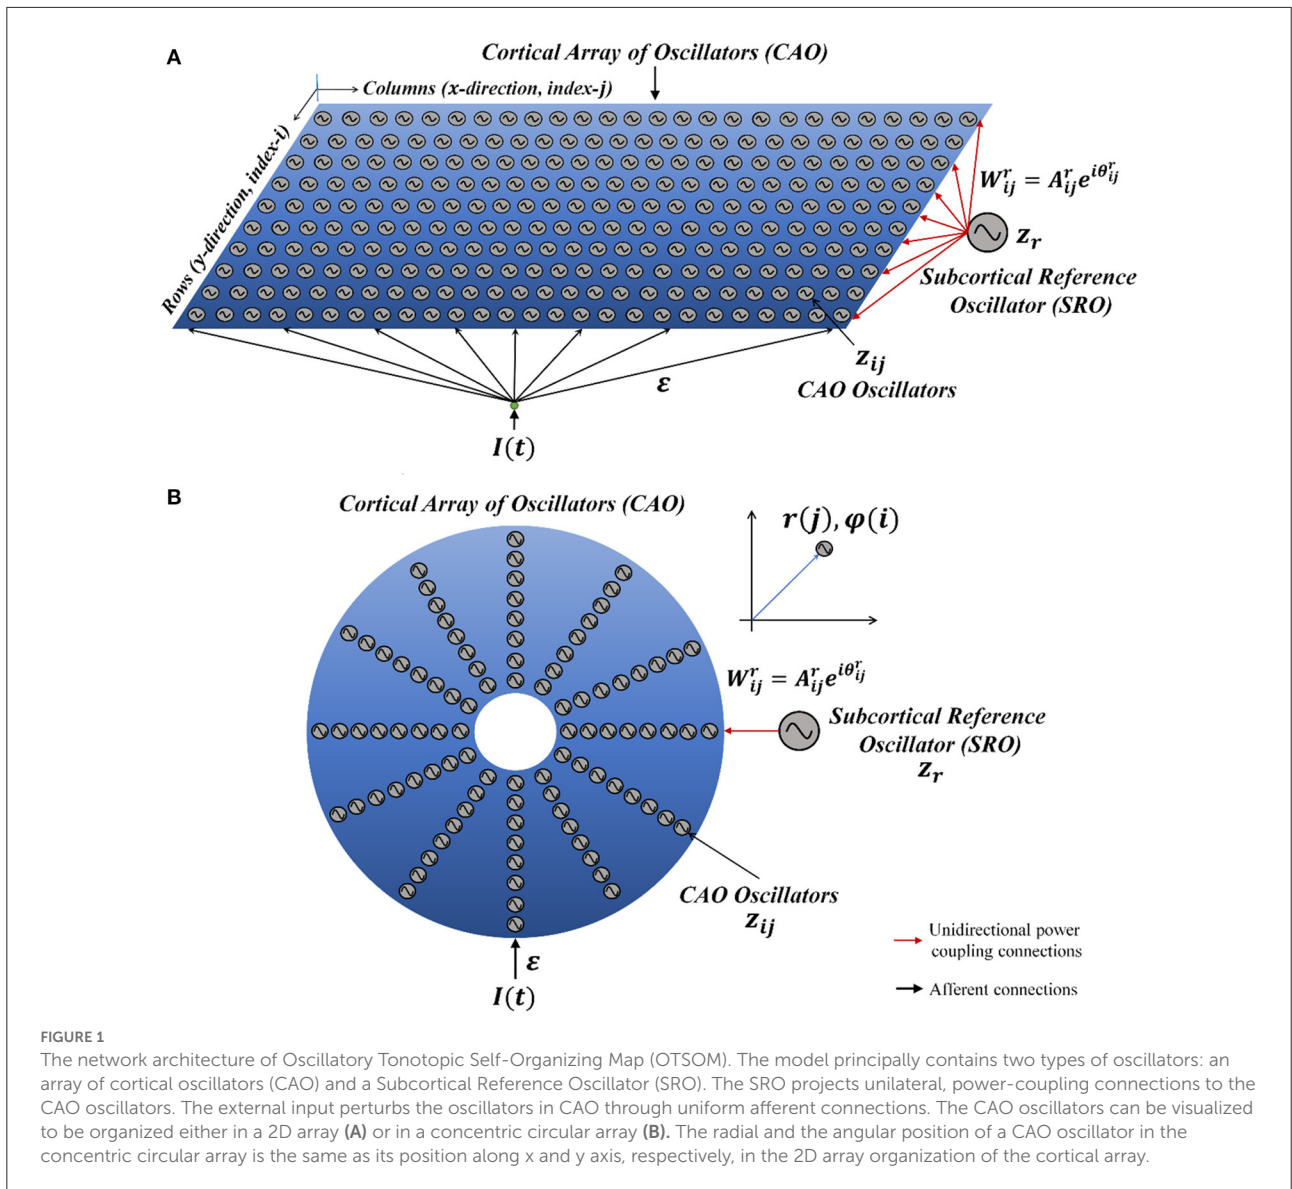 A
Cortical Array of Oscillators (CAO)
Columns (x-direction, index-j)
Rows (y-direction, index-i)
W^r_ij = A^r_ij e^{iθ^r_ij}
z_r
Subcortical Reference
Oscillator (SRO)
z_ij
CAO Oscillators
ε
I(t)
B
Cortical Array of Oscillators (CAO)
r(j), φ(i)
W^r_ij = A^r_ij e^{iθ^r_ij}
Subcortical Reference
Oscillator (SRO)
z_r
CAO Oscillators
z_ij
ε
I(t)
Unidirectional power
coupling connections
Afferent connections
FIGURE 1
The network architecture of Oscillatory Tonotopic Self-Organizing Map (OTSOM). The model principally contains two types of oscillators: an
array of cortical oscillators (CAO) and a Subcortical Reference Oscillator (SRO). The SRO projects unilateral, power-coupling connections to the
CAO oscillators. The external input perturbs the oscillators in CAO through uniform afferent connections. The CAO oscillators can be visualized
to be organized either in a 2D array (A) or in a concentric circular array (B). The radial and the angular position of a CAO oscillator in the
concentric circular array is the same as its position along x and y axis, respectively, in the 2D array organization of the cortical array.